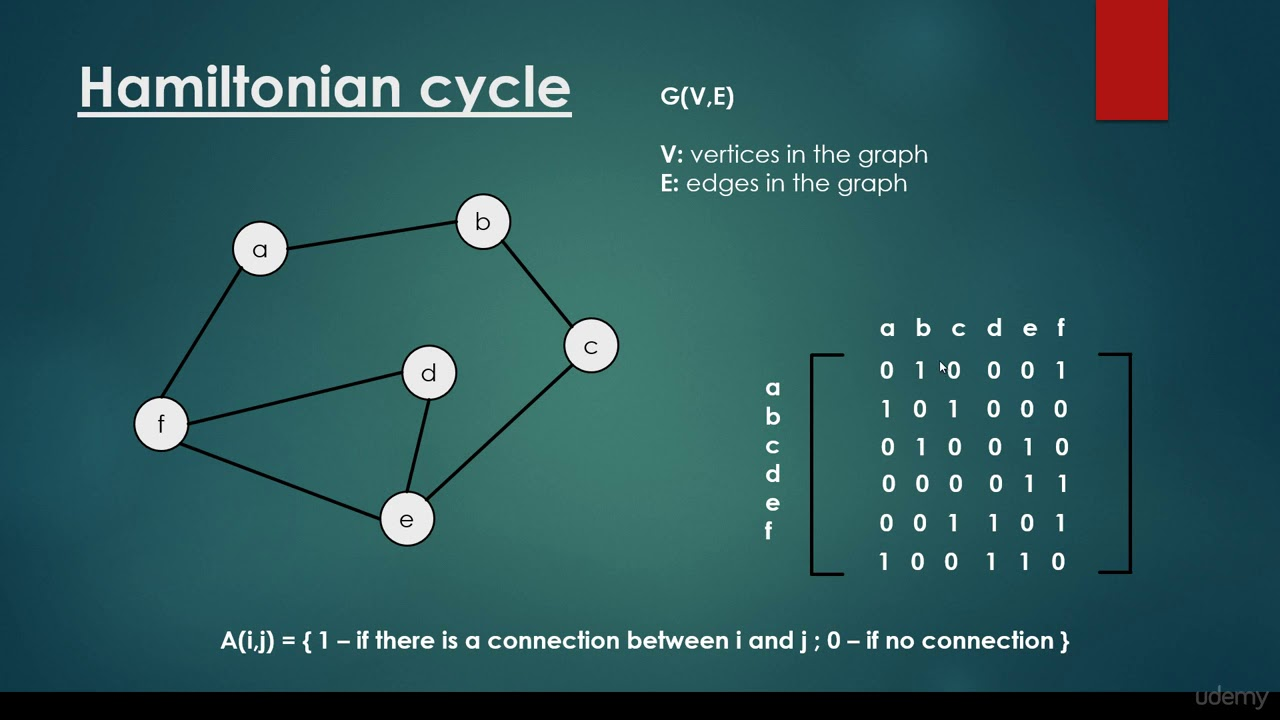 Hamiltonian cycle
G(V,E)
V: vertices in the graph
E: edges in the graph
a
b
c
d
e
f
a b c d e f
a
b
c
d
e
f
0 1 0 0 0 1
1 0 1 0 0 0
0 1 0 0 1 0
0 0 0 0 1 1
0 0 1 1 0 1
1 0 0 1 1 0
A(i,j) = { 1 – if there is a connection between i and j ; 0 – if no connection }
udemy